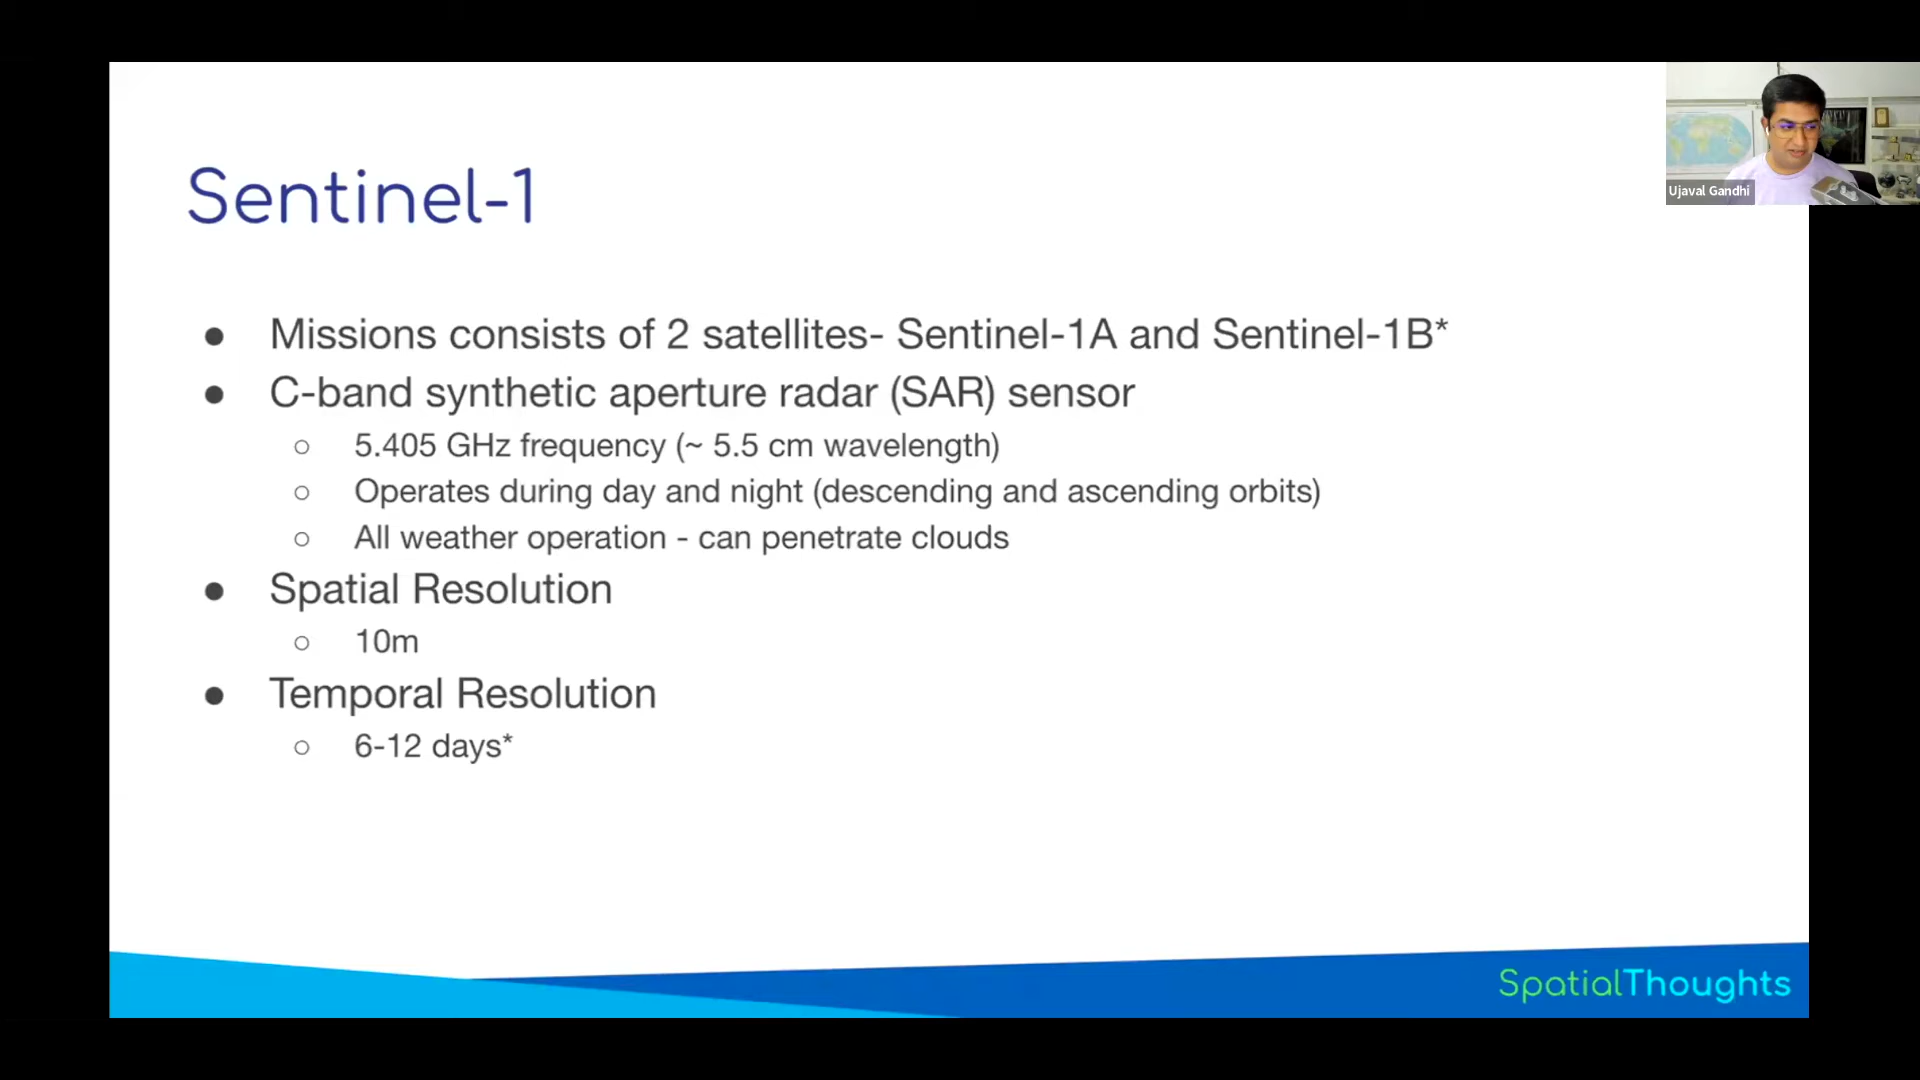 Sentinel-1
Ujaval Gandhi
● Missions consists of 2 satellites- Sentinel-1A and Sentinel-1B*
● C-band synthetic aperture radar (SAR) sensor
○ 5.405 GHz frequency (~ 5.5 cm wavelength)
○ Operates during day and night (descending and ascending orbits)
○ All weather operation - can penetrate clouds
● Spatial Resolution
○ 10m
● Temporal Resolution
○ 6-12 days*
SpatialThoughts